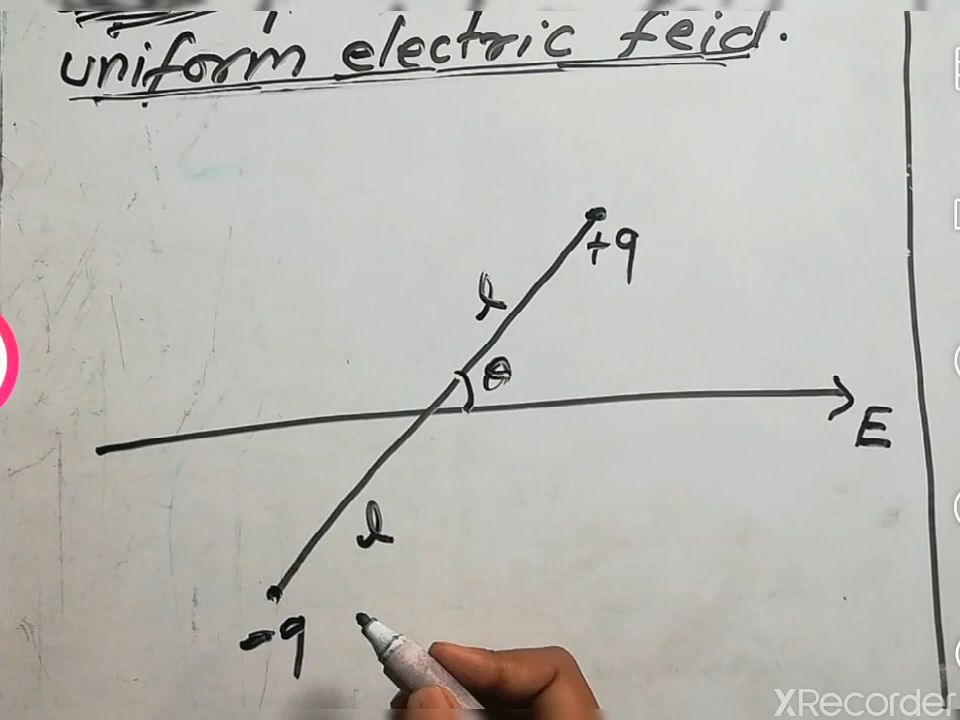 uniform electric feid.
+q
l
θ
E
l
-q
XRecorder